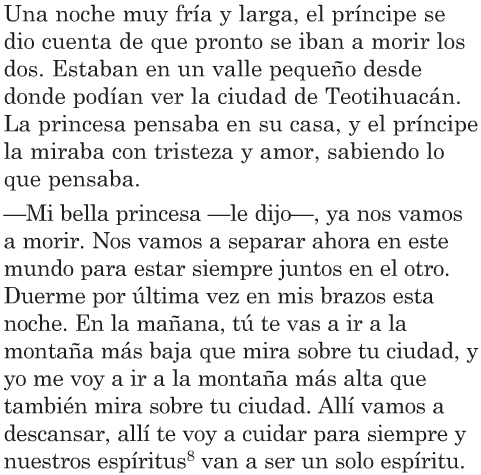 Una noche muy fría y larga, el príncipe se
dio cuenta de que pronto se iban a morir los
dos. Estaban en un valle pequeño desde
donde podían ver la ciudad de Teotihuacán.
La princesa pensaba en su casa, y el príncipe
la miraba con tristeza y amor, sabiendo lo
que pensaba.
—Mi bella princesa —le dijo—, ya nos vamos
a morir. Nos vamos a separar ahora en este
mundo para estar siempre juntos en el otro.
Duerme por última vez en mis brazos esta
noche. En la mañana, tú te vas a ir a la
montaña más baja que mira sobre tu ciudad, y
yo me voy a ir a la montaña más alta que
también mira sobre tu ciudad. Allí vamos a
descansar, allí te voy a cuidar para siempre y
nuestros espíritus⁸ van a ser un solo espíritu.